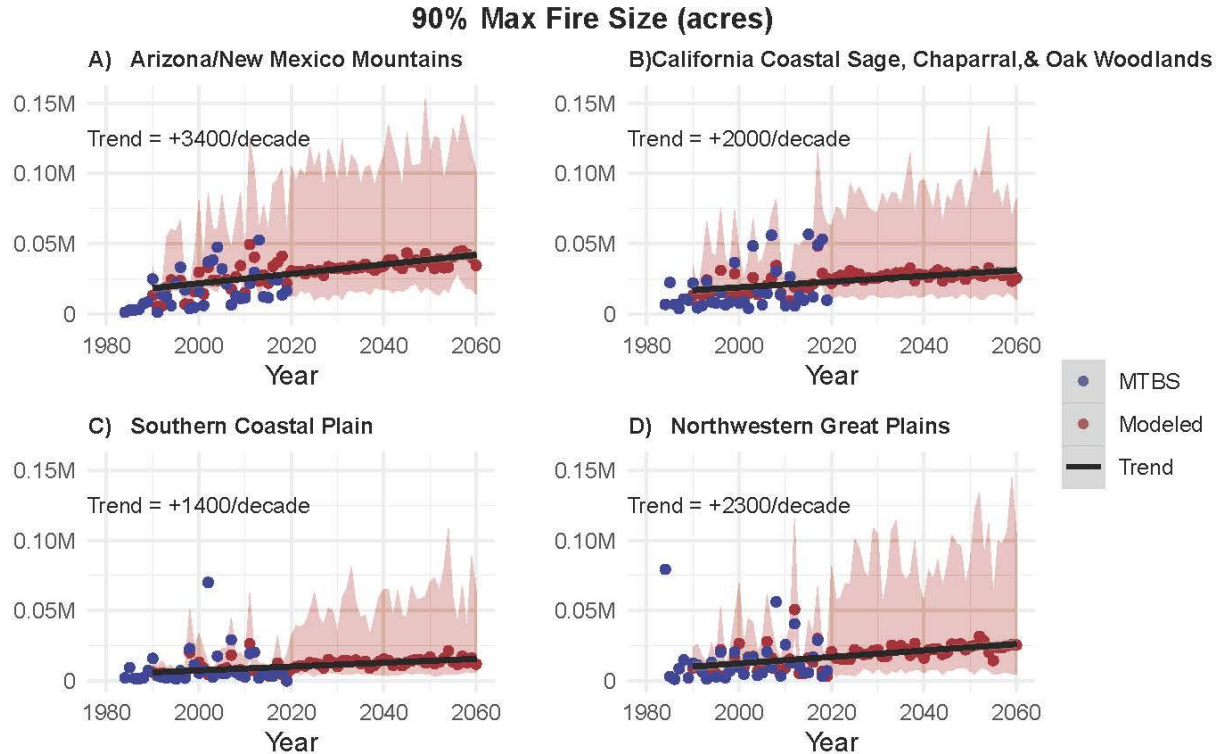 90% Max Fire Size (acres)
A) Arizona/New Mexico Mountains
0.15M
Trend = +3400/decade
0.10M
0.05M
0
1980 2000 2020 2040 2060
Year
B)California Coastal Sage, Chaparral,& Oak Woodlands
0.15M
Trend = +2000/decade
0.10M
0.05M
0
1980 2000 2020 2040 2060
Year
C) Southern Coastal Plain
0.15M
Trend = +1400/decade
0.10M
0.05M
0
1980 2000 2020 2040 2060
Year
D) Northwestern Great Plains
0.15M
Trend = +2300/decade
0.10M
0.05M
0
1980 2000 2020 2040 2060
Year
MTBS
Modeled
Trend